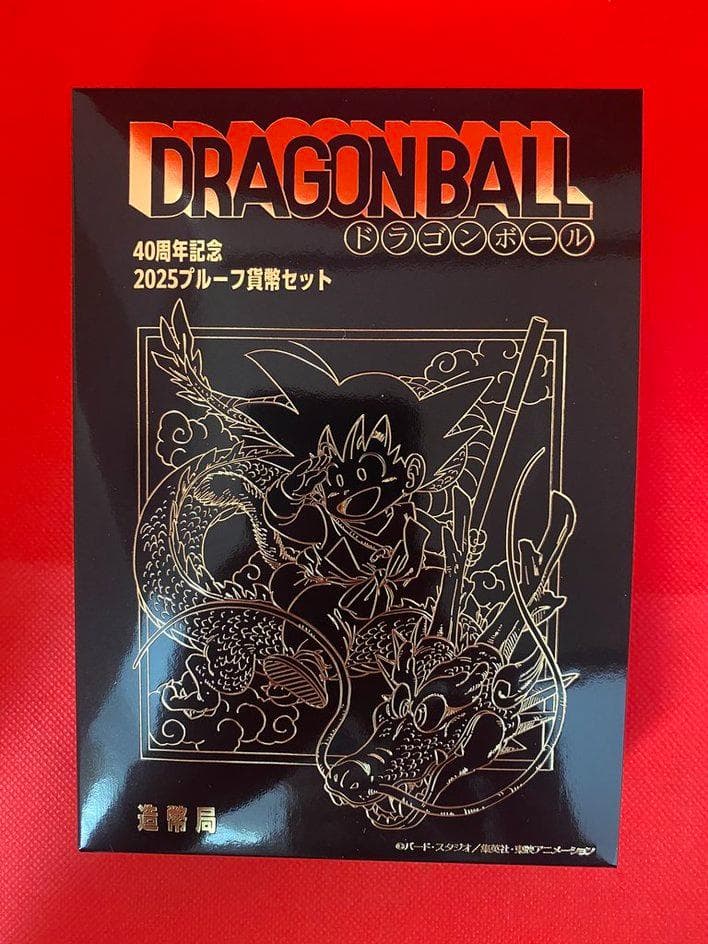 DRAGON BALL
ドラゴンボール
40周年記念
2025プルーフ貨幣セット
造幣局
©バード・スタジオ／集英社・東映アニメーション